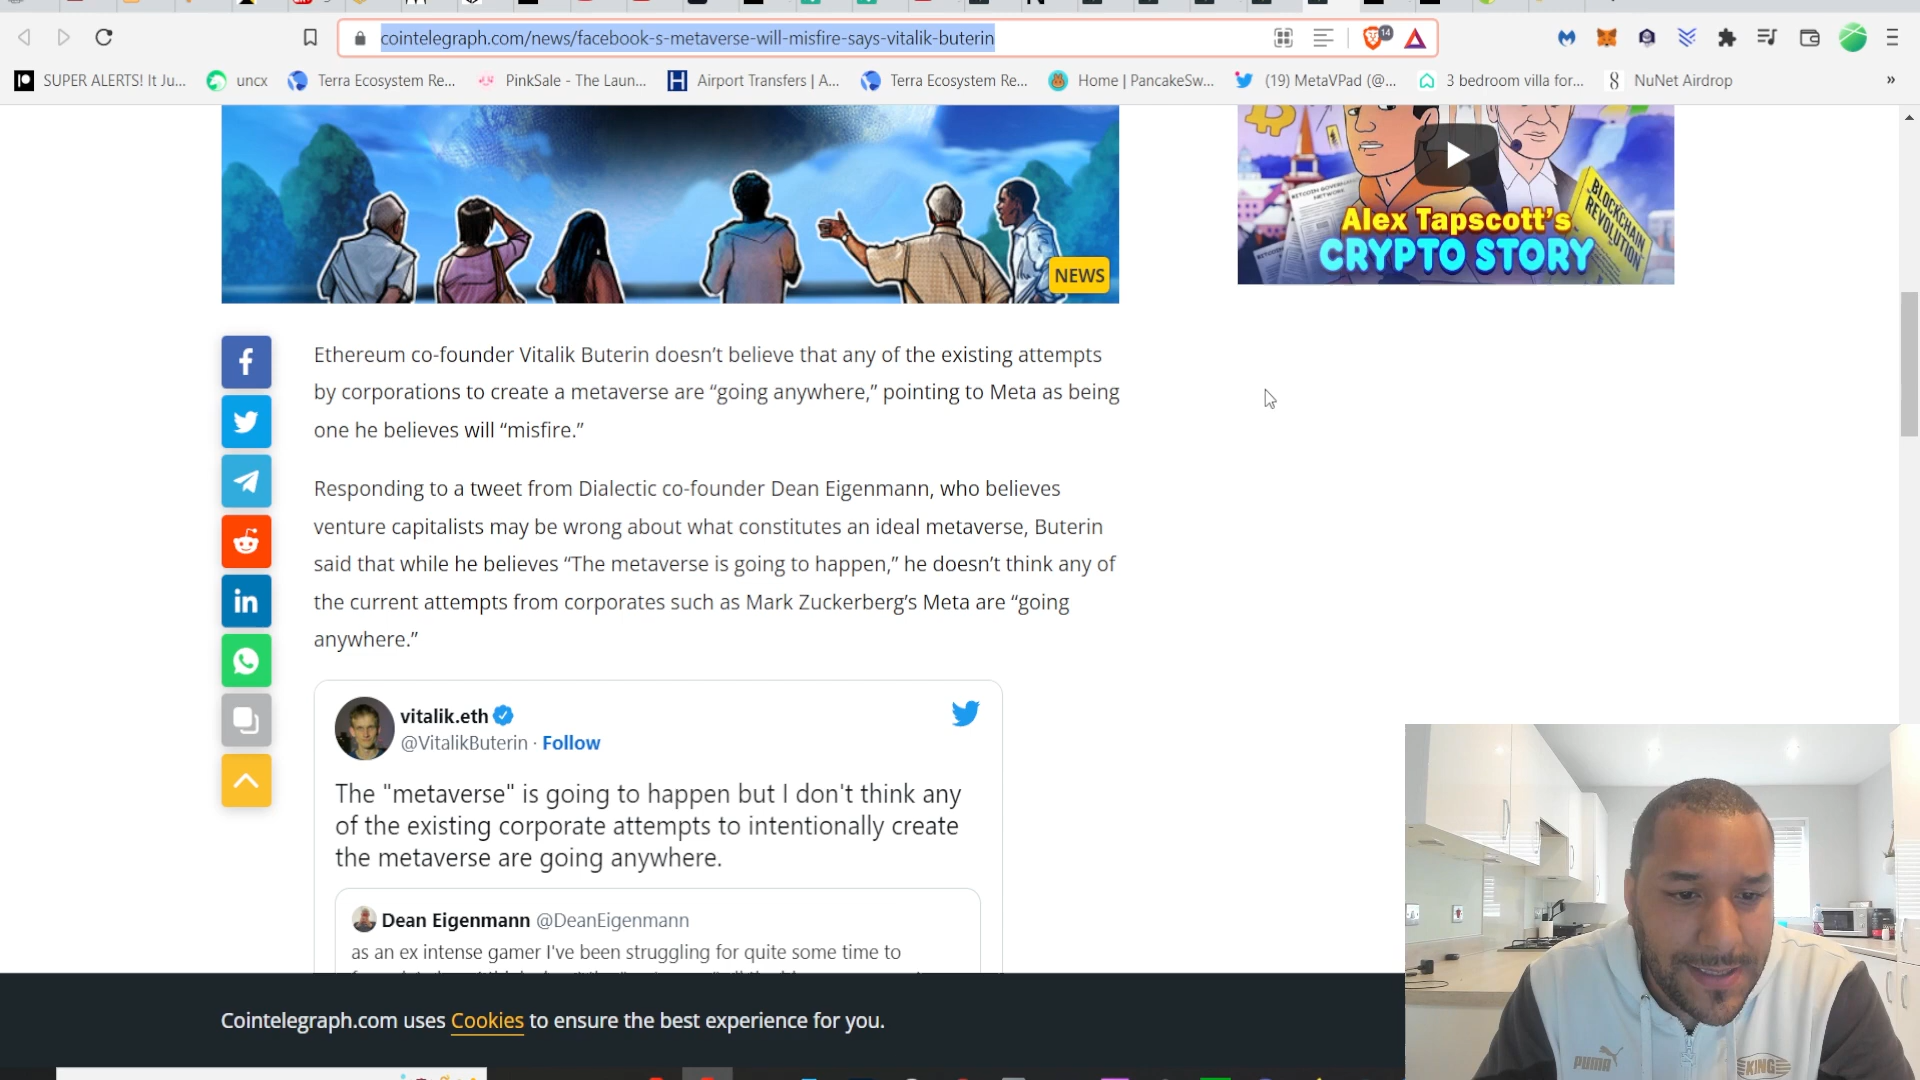 cointelegraph.com/news/facebook-s-metaverse-will-misfire-says-vitalik-buterin
14
SUPER ALERTS! It Ju...
uncx
Terra Ecosystem Re...
PinkSale - The Laun...
Airport Transfers | A...
Terra Ecosystem Re...
Home | PancakeSw...
(19) MetaVPad (@...
3 bedroom villa for...
NuNet Airdrop
»
BLOCKCHAIN REVOLUTION
Alex Tapscott's
CRYPTO STORY
NEWS
Ethereum co-founder Vitalik Buterin doesn’t believe that any of the existing attempts
by corporations to create a metaverse are “going anywhere,” pointing to Meta as being
one he believes will “misfire.”
Responding to a tweet from Dialectic co-founder Dean Eigenmann, who believes
venture capitalists may be wrong about what constitutes an ideal metaverse, Buterin
said that while he believes “The metaverse is going to happen,” he doesn’t think any of
the current attempts from corporates such as Mark Zuckerberg’s Meta are “going
anywhere.”
vitalik.eth
@VitalikButerin · Follow
The "metaverse" is going to happen but I don't think any
of the existing corporate attempts to intentionally create
the metaverse are going anywhere.
Dean Eigenmann @DeanEigenmann
as an ex intense gamer I've been struggling for quite some time to
Cointelegraph.com uses Cookies to ensure the best experience for you.
PUMA
KING